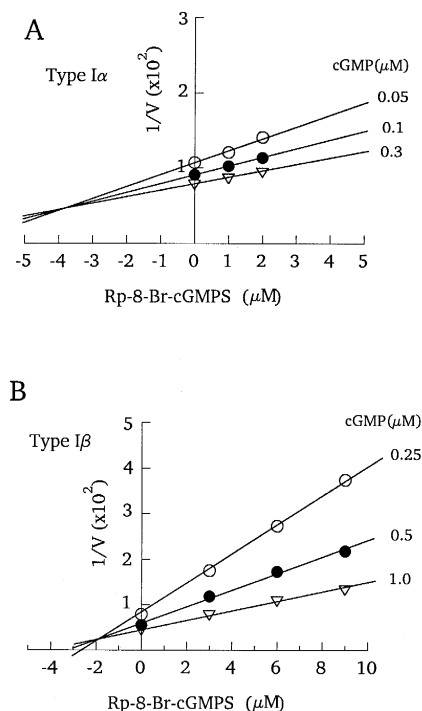 A
3
cGMP(μM)
Type Iα
1/V (x10²)
2
0.05
0.1
1
0.3
-5 -4 -3 -2 -1 0 1 2 3 4 5
Rp-8-Br-cGMPS (μM)
B
5
cGMP(μM)
Type Iβ
0.25
4
1/V (x10²)
3
0.5
2
1.0
1
-4 -2 0 2 4 6 8 10
Rp-8-Br-cGMPS (μM)